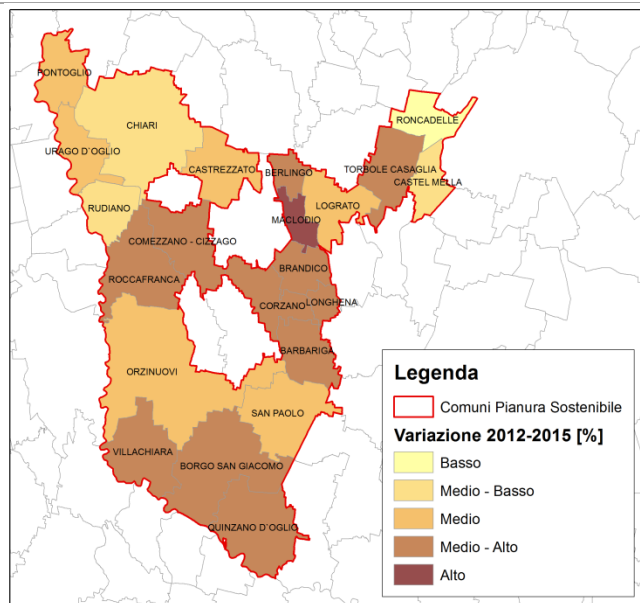 PONTOGLIO
RONCADELLE
CHIARI
URAGO D`OGLIO
CASTREZZATO
BERLINGO
TORBOLE CASAGLIA
CASTEL MELLA
RUDIANO
MACLODIO
LOGRATO
COMEZZANO - CIZZAGO
BRANDICO
ROCCAFRANCA
CORZANO
LONGHENA
BARBARIGA
ORZINUOVI
SAN PAOLO
VILLACHIARA
BORGO SAN GIACOMO
QUINZANO D`OGLIO
Legenda
Comuni Pianura Sostenibile
Variazione 2012-2015 [%]
Basso
Medio - Basso
Medio
Medio - Alto
Alto